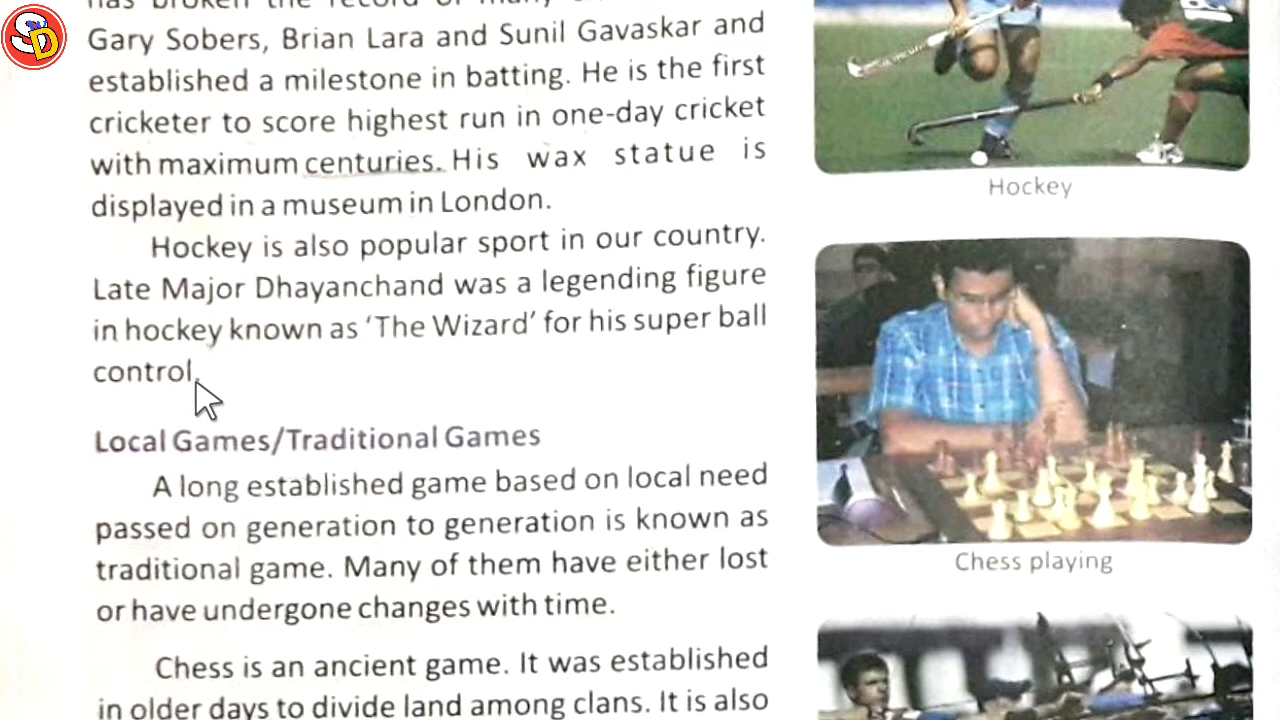 SD
Gary Sobers, Brian Lara and Sunil Gavaskar and
established a milestone in batting. He is the first
cricketer to score highest run in one-day cricket
with maximum centuries. His wax statue is
displayed in a museum in London.
Hockey is also popular sport in our country.
Late Major Dhayanchand was a legending figure
in hockey known as ‘The Wizard’ for his super ball
control.
Local Games/Traditional Games
A long established game based on local need
passed on generation to generation is known as
traditional game. Many of them have either lost
or have undergone changes with time.
Chess is an ancient game. It was established
in older days to divide land among clans. It is also
Hockey
Chess playing